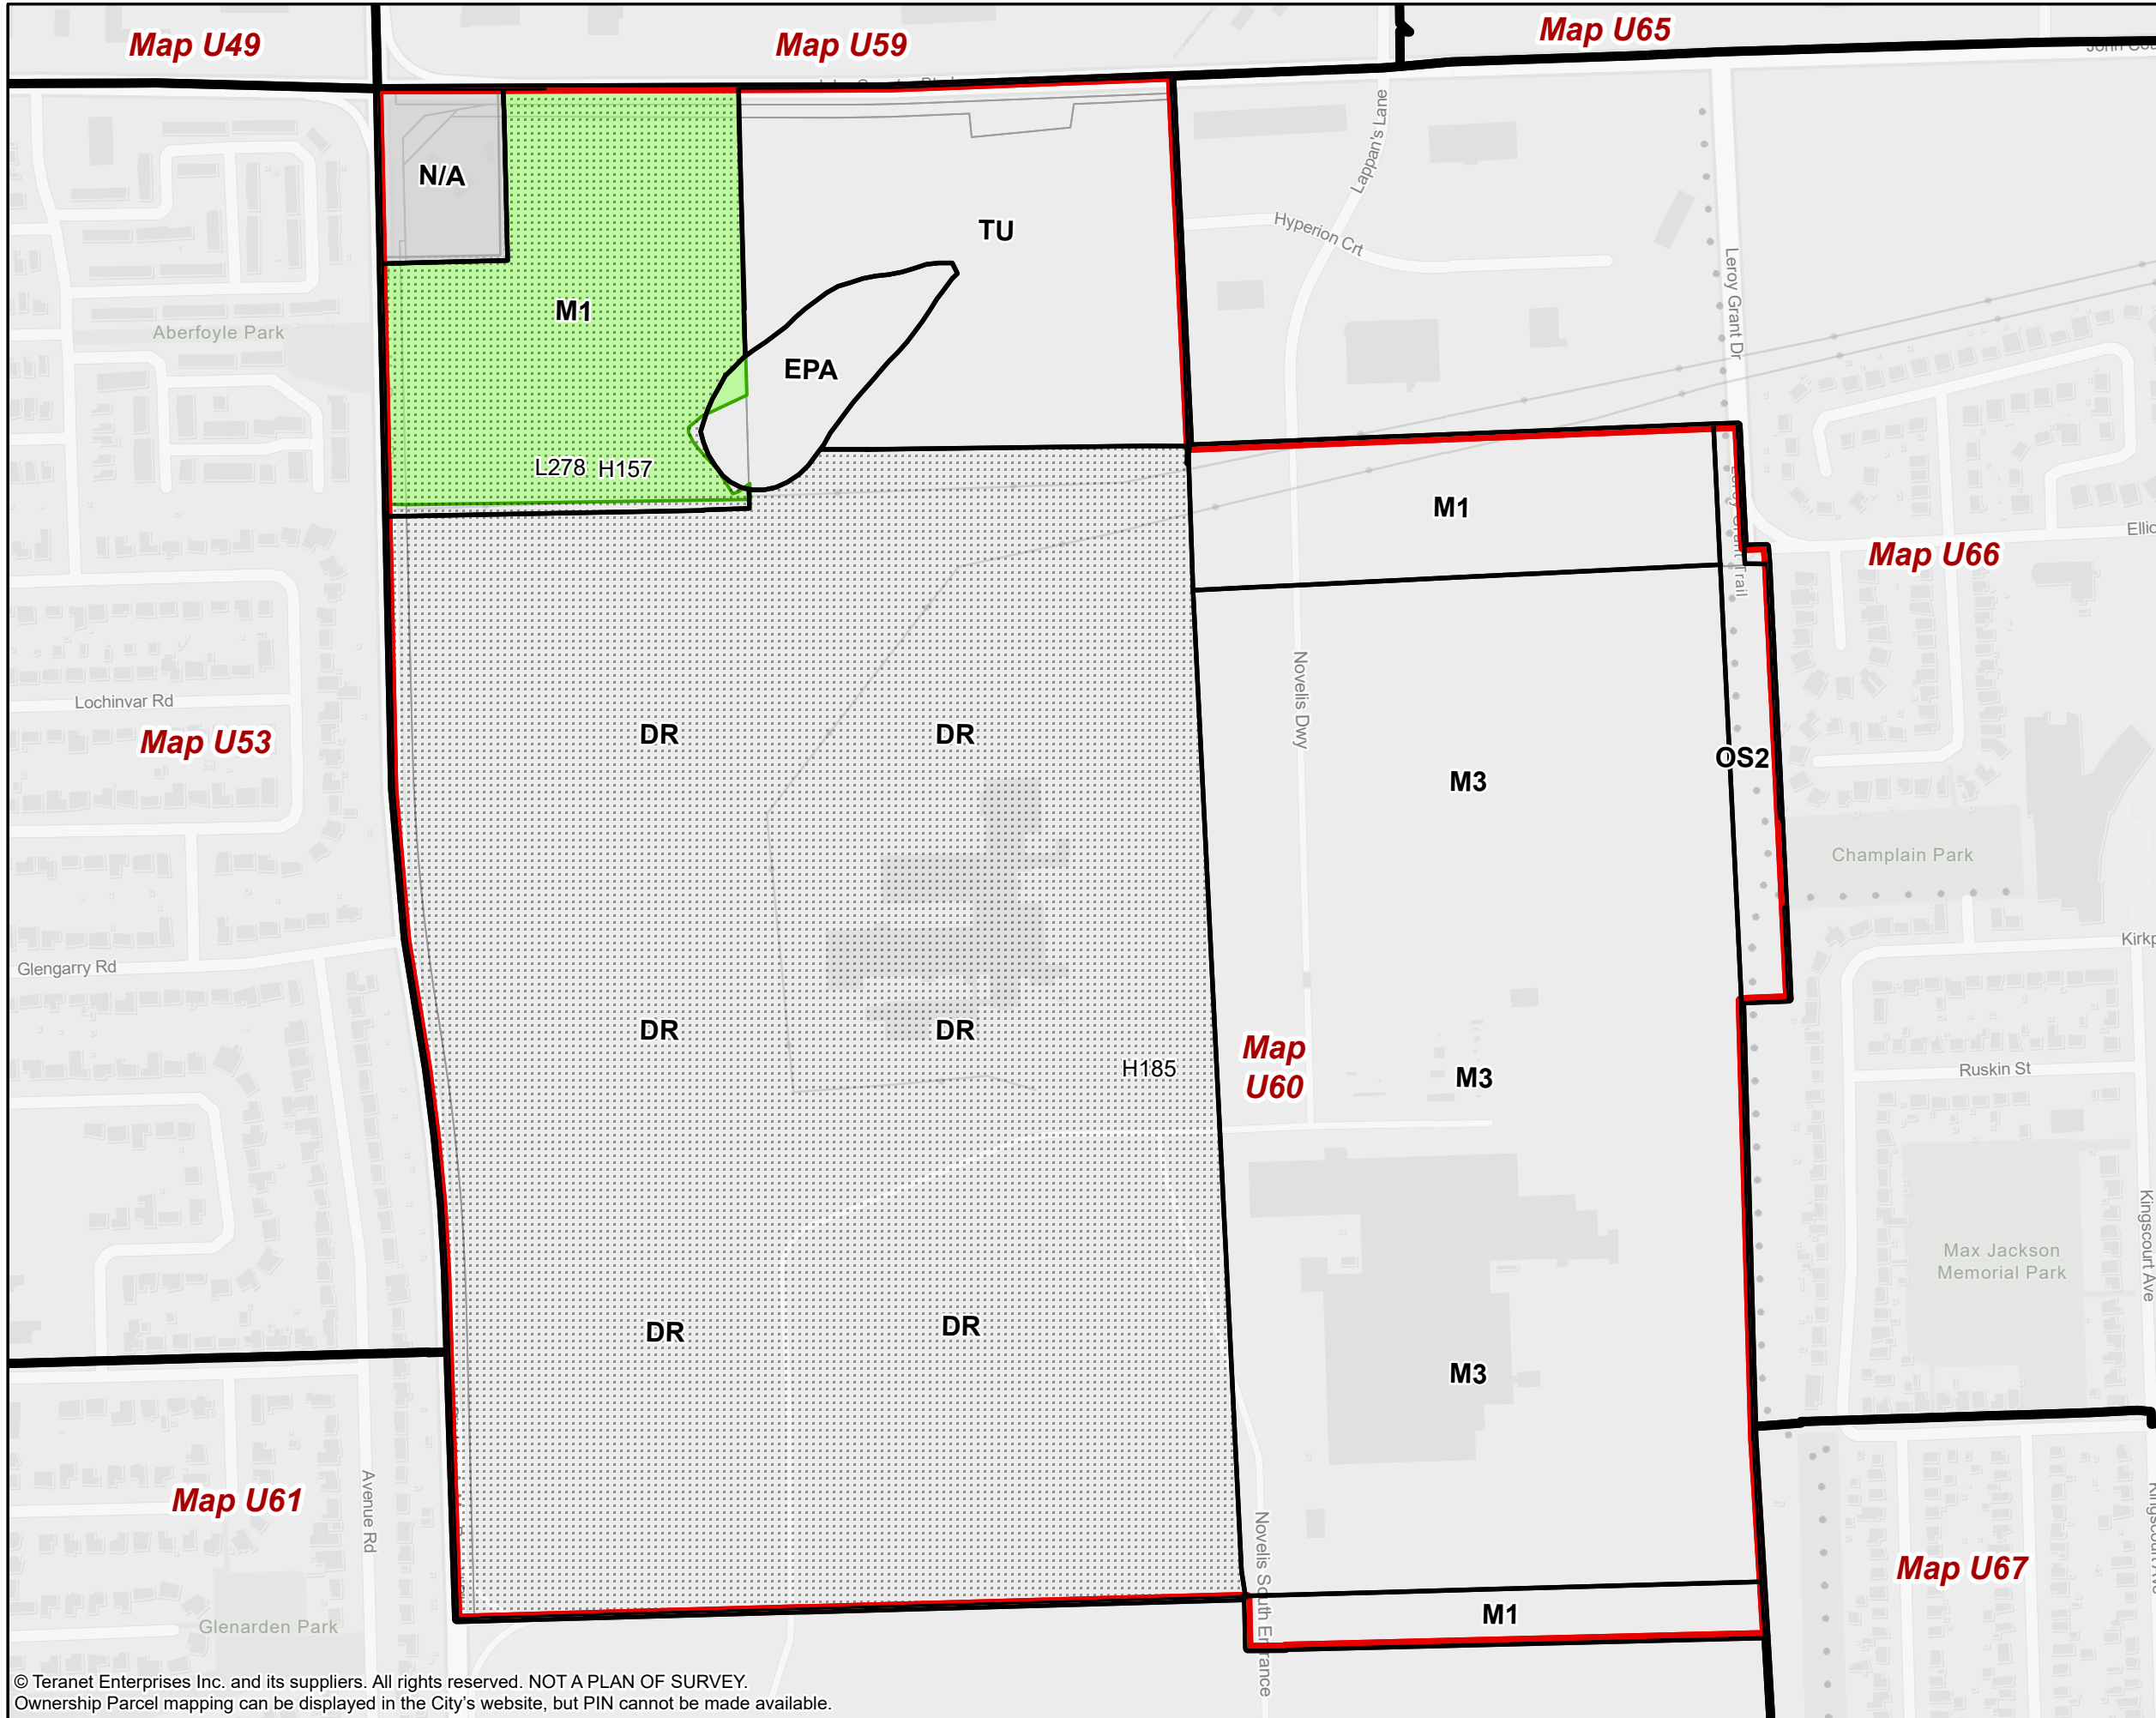 Map U49
Map U59
Map U65
N/A
TU
Lappan's Lane
Hyperion Crt
Leroy Grant Dr
Aberfoyle Park
M1
EPA
L278 H157
M1
Leroy Grant Trail
Map U66
Lochinvar Rd
Map U53
DR
DR
Novelis Dwy
M3
OS2
Champlain Park
Glengarry Rd
DR
DR
H185
Map
U60
M3
Ruskin St
Kingscourt Ave
Max Jackson
Memorial Park
DR
DR
M3
Map U61
Avenue Rd
Novelis South Entrance
Map U67
M1
Glenarden Park
© Teranet Enterprises Inc. and its suppliers. All rights reserved. NOT A PLAN OF SURVEY.
Ownership Parcel mapping can be displayed in the City's website, but PIN cannot be made available.